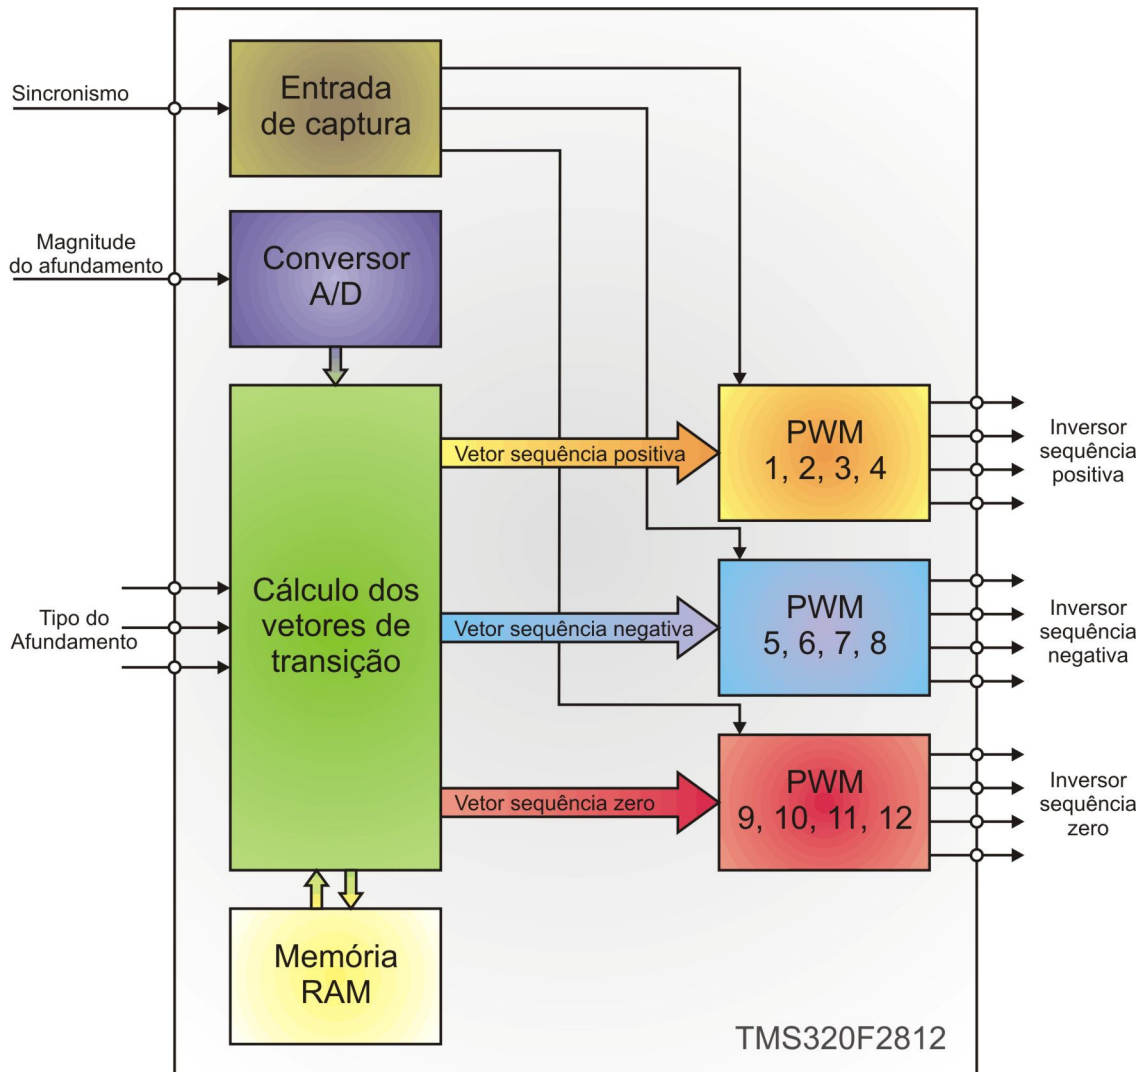 Entrada
de captura
Sincronismo
Magnitude
do afundamento
Conversor
A/D
Vetor sequência positiva
PWM
1, 2, 3, 4
Inversor
sequência
positiva
Cálculo dos
vetores de
transição
Tipo do
Afundamento
Vetor sequência negativa
PWM
5, 6, 7, 8
Inversor
sequência
negativa
Vetor sequência zero
PWM
9, 10, 11, 12
Inversor
sequência
zero
Memória
RAM
TMS320F2812